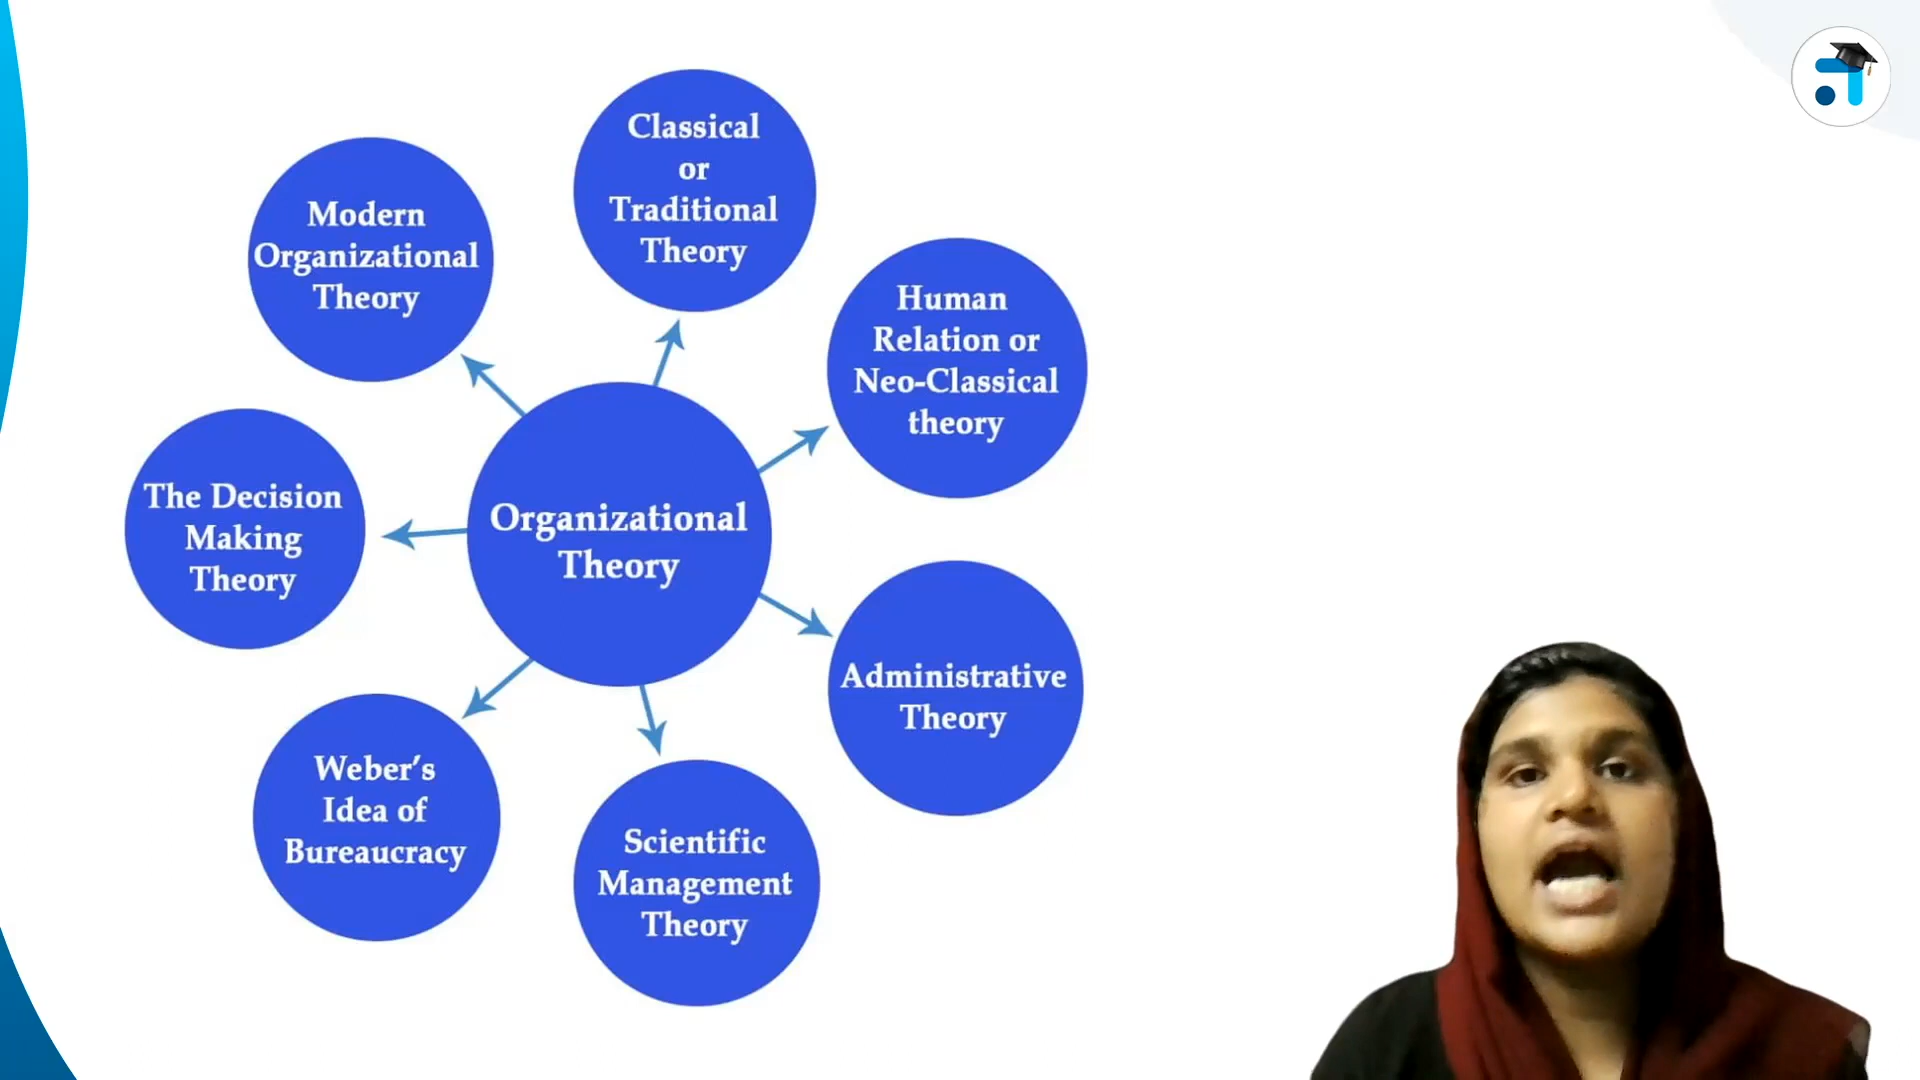 Classical
or
Traditional
Theory
Modern
Organizational
Theory
Human
Relation or
Neo-Classical
theory
The Decision
Making
Theory
Organizational
Theory
Administrative
Theory
Weber’s
Idea of
Bureaucracy
Scientific
Management
Theory